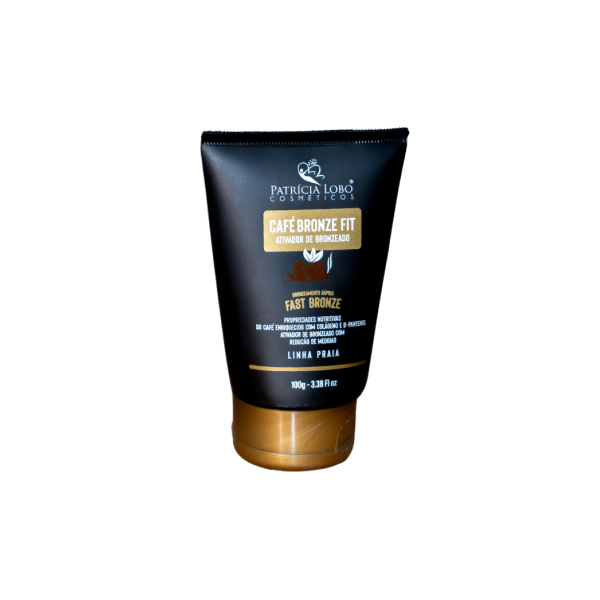 PATRÍCIA LOBO®
COSMÉTICOS
CAFÉ BRONZE FIT
ATIVADOR DE BRONZEADO
BRONZEAMENTO RÁPIDO
FAST BRONZE
PROPRIEDADES NUTRITIVAS
DO CAFÉ ENRIQUECIDO COM COLÁGENO E D-PANTENOL
ATIVADOR DE BRONZEADO COM
REDUÇÃO DE MEDIDAS
LINHA PRAIA
100g - 3.38 Fl oz